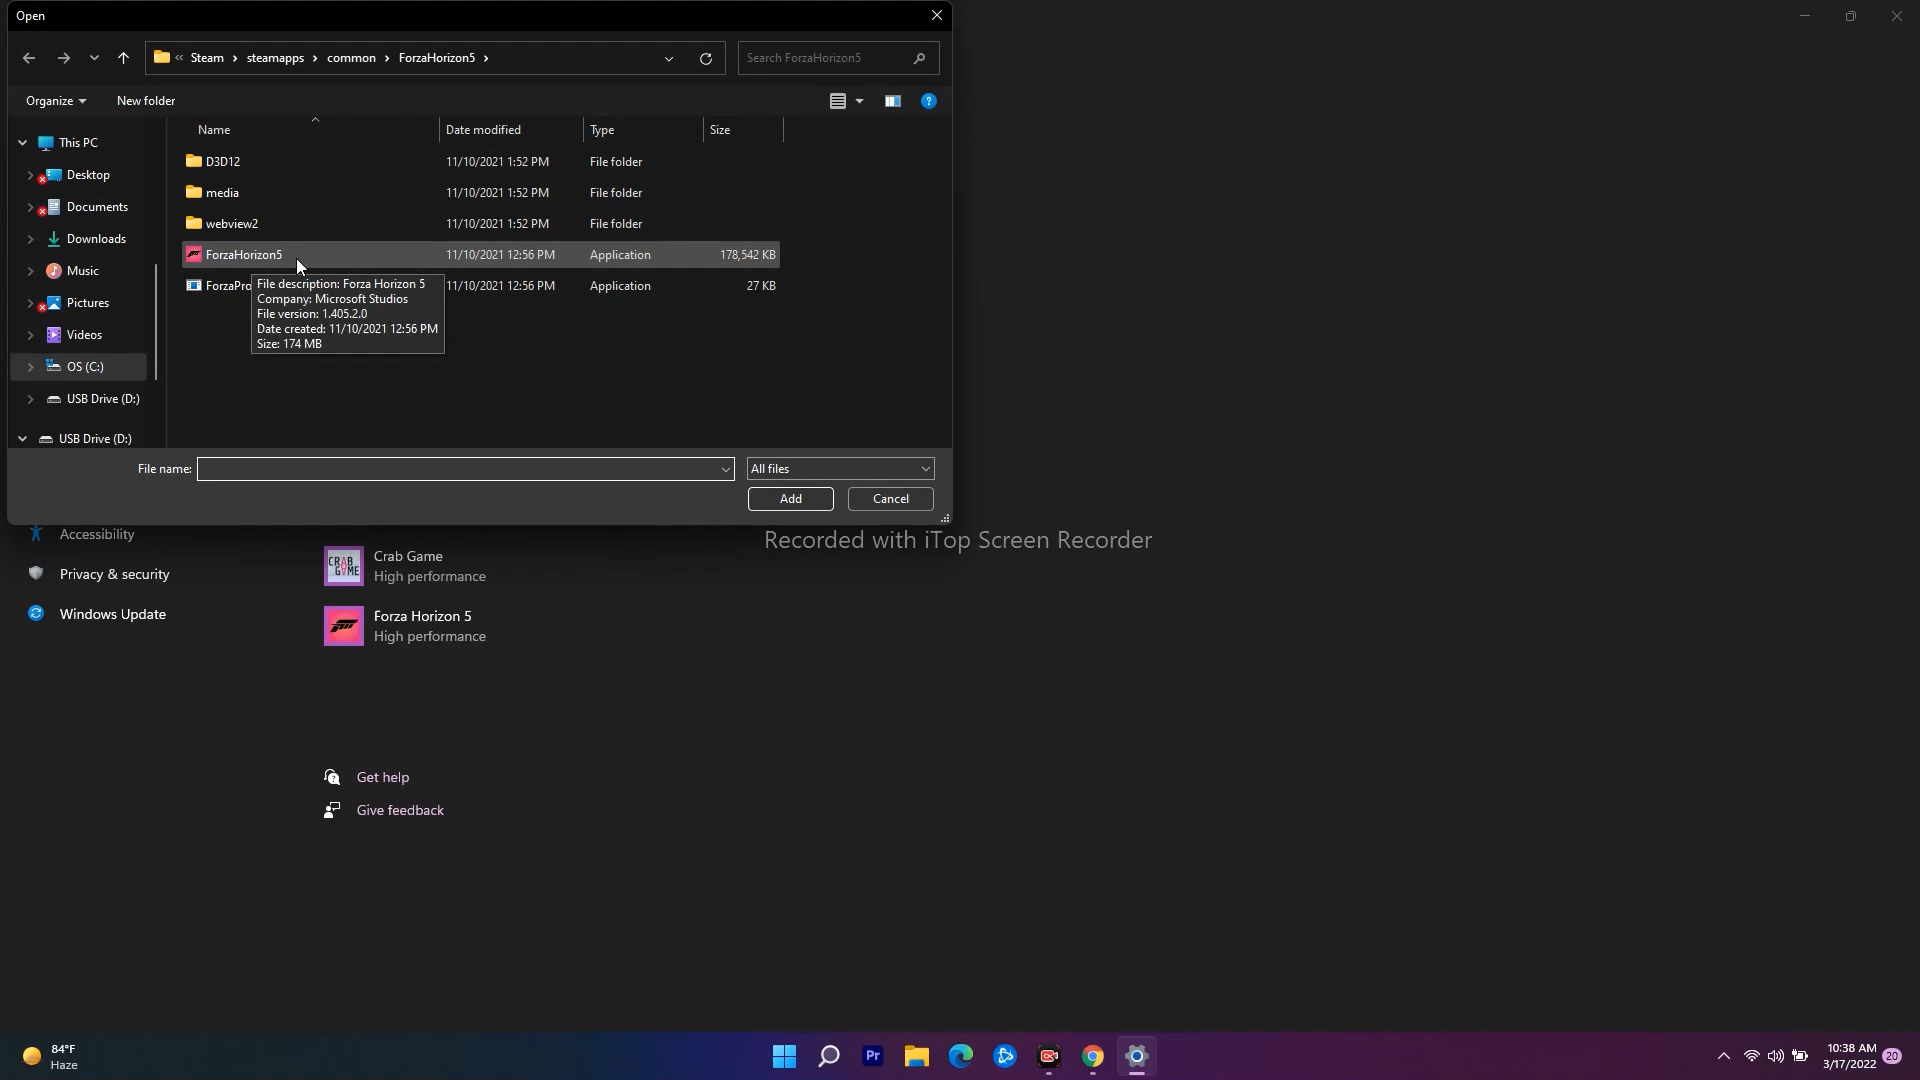 Open
« Steam > steamapps > common > ForzaHorizon5 >
Search ForzaHorizon5
Organize
New folder
Name
Date modified
Type
Size
This PC
Desktop
Documents
Downloads
Music
Pictures
Videos
OS (C:)
USB Drive (D:)
USB Drive (D:)
D3D12 11/10/2021 1:52 PM File folder
media 11/10/2021 1:52 PM File folder
webview2 11/10/2021 1:52 PM File folder
ForzaHorizon5 11/10/2021 12:56 PM Application 178,542 KB
ForzaPro 11/10/2021 12:56 PM Application 27 KB
File description: Forza Horizon 5
Company: Microsoft Studios
File version: 1.405.2.0
Date created: 11/10/2021 12:56 PM
Size: 174 MB
File name:
All files
Add
Cancel
Accessibility
Privacy & security
Windows Update
CRAB GAME
Crab Game
High performance
Forza Horizon 5
High performance
Recorded with iTop Screen Recorder
Get help
Give feedback
84°F
Haze
Pr
10:38 AM
3/17/2022
20